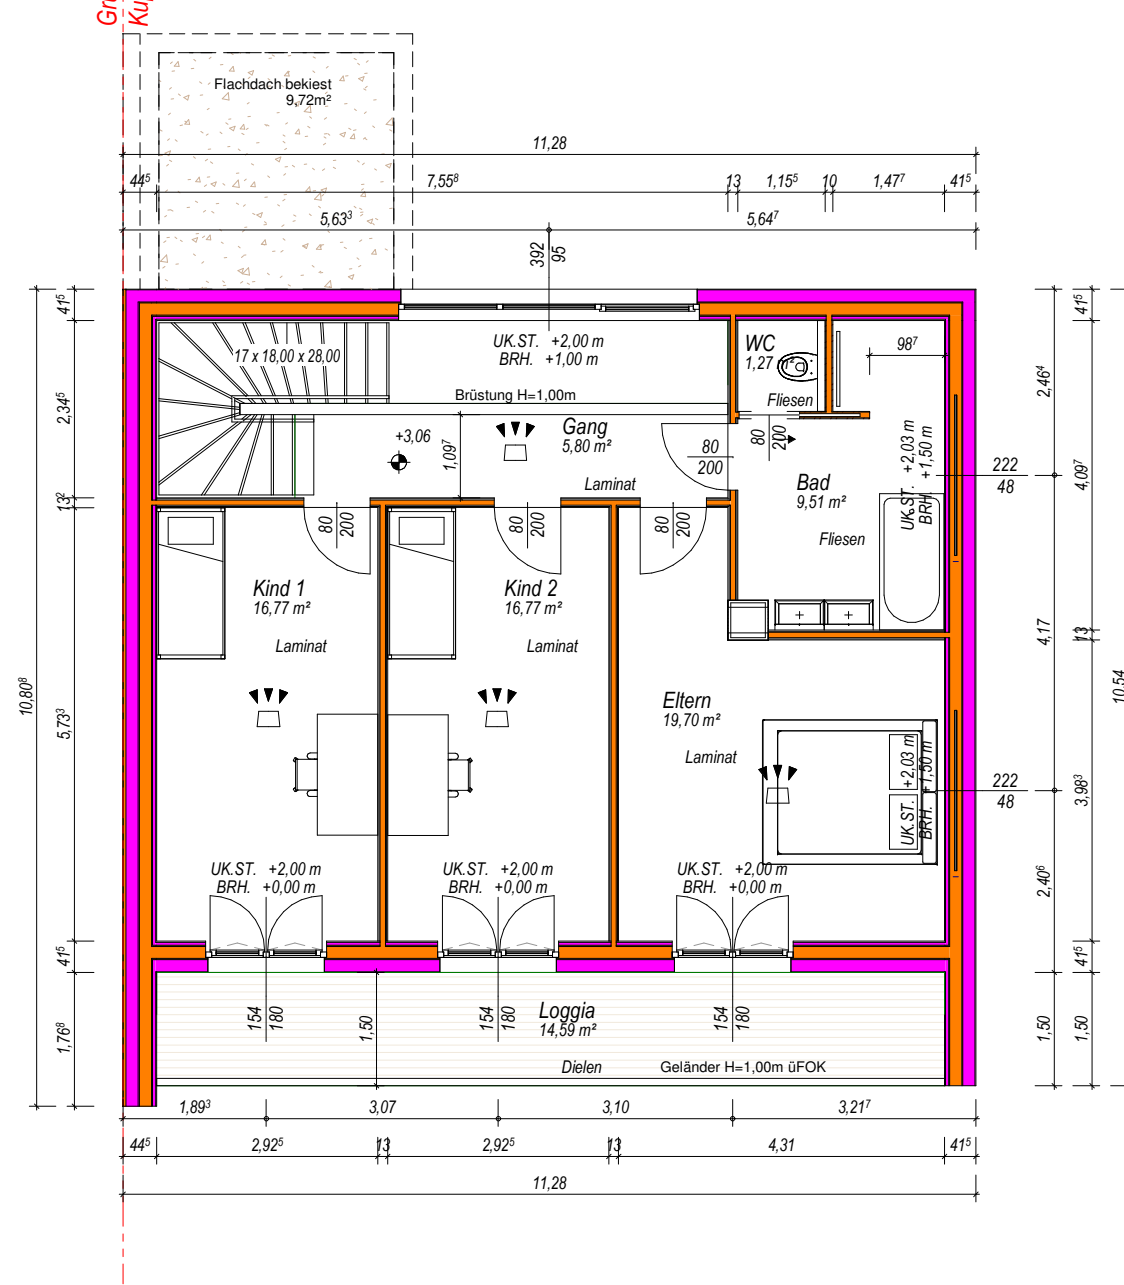 Gr
Ku
Flachdach bekiest
9,72m²
11,28
44⁵
7,55⁸
13
1,15⁵
10
1,47⁷
41⁵
5,63³
5,64⁷
392
95
41⁵
2,34⁵
13²
5,73³
41⁵
1,76⁸
10,80⁸
17 x 18,00 x 28,00
UK.ST. +2,00 m
BRH. +1,00 m
Brüstung H=1,00m
WC
1,27 m²
Fliesen
98⁷
Gang
5,80 m²
+3,06
1,09⁷
Laminat
80
200
80
200
Bad
9,51 m²
Fliesen
UK.ST. +2,03 m
BRH. +1,50 m
222
48
80
200
80
200
80
200
Kind 1
16,77 m²
Laminat
Kind 2
16,77 m²
Laminat
Eltern
19,70 m²
Laminat
UK.ST. +2,03 m
BRH. +1,50 m
222
48
UK.ST. +2,00 m
BRH. +0,00 m
UK.ST. +2,00 m
BRH. +0,00 m
UK.ST. +2,00 m
BRH. +0,00 m
2,46⁴
4,17
2,40⁶
1,50
41⁵
4,09⁷
13
3,98³
41⁵
1,50
10,54
154
180
154
180
154
180
1,50
Loggia
14,59 m²
Dielen
Geländer H=1,00m üFOK
1,89³
3,07
3,10
3,21⁷
44⁵
2,92⁵
13
2,92⁵
13
4,31
41⁵
11,28